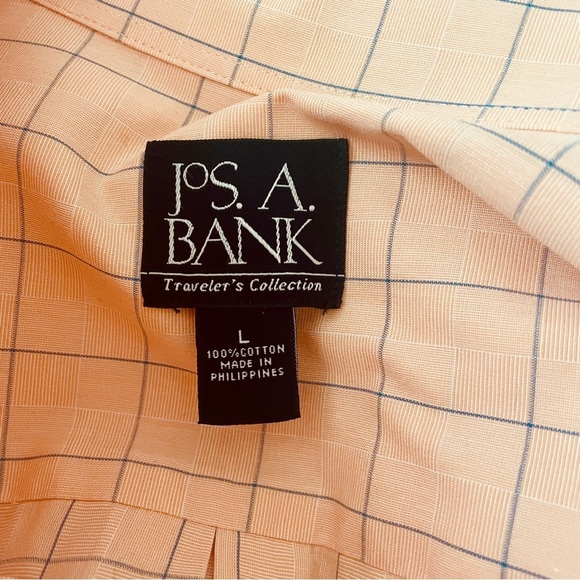 JOS. A.
BANK
Traveler's Collection
L
100% COTTON
MADE IN
PHILIPPINES